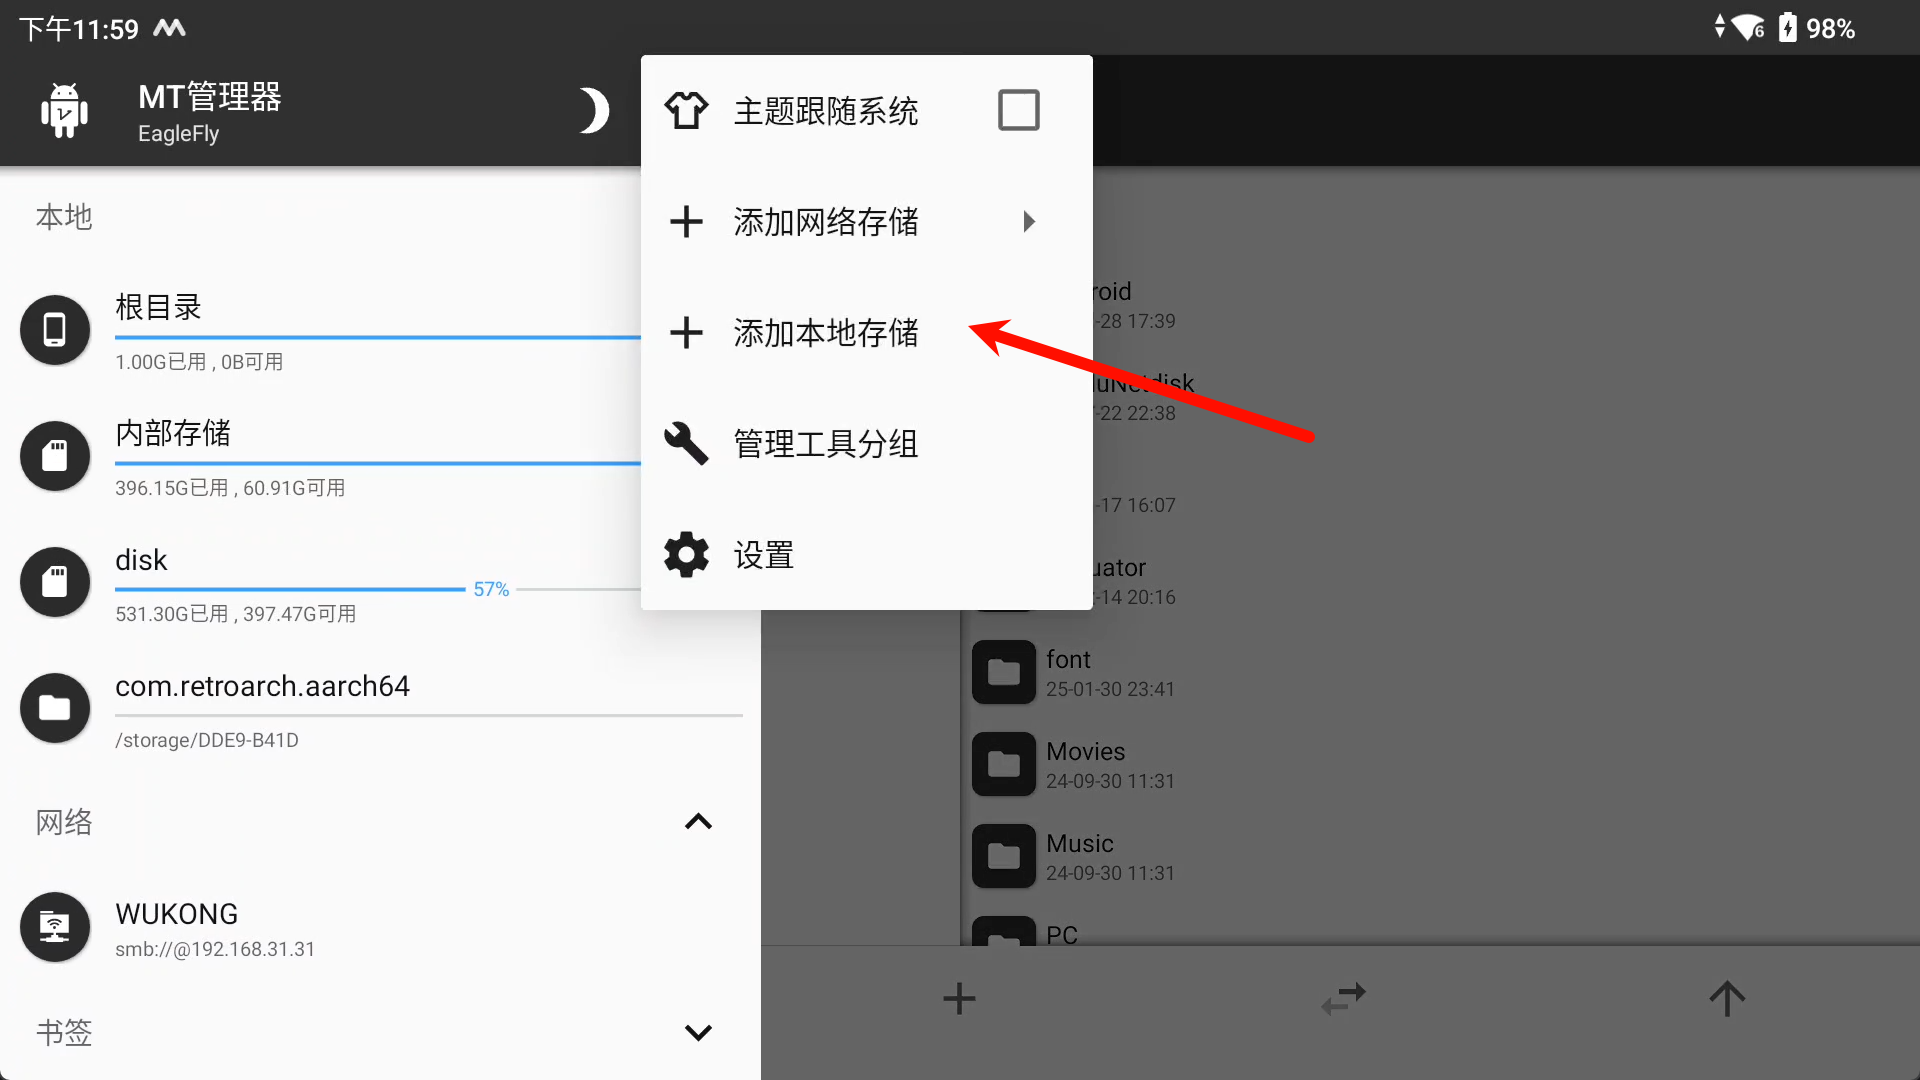 下午11:59
6 98%
MT管理器
EagleFly
本地
根目录
1.00G已用 , 0B可用
内部存储
396.15G已用 , 60.91G可用
disk
57%
531.30G已用 , 397.47G可用
com.retroarch.aarch64
/storage/DDE9-B41D
网络
WUKONG
smb://@192.168.31.31
书签
主题跟随系统
添加网络存储
添加本地存储
管理工具分组
设置
roid
-28 17:39
uNetdisk
-22 22:38
-17 16:07
uator
-14 20:16
font
25-01-30 23:41
Movies
24-09-30 11:31
Music
24-09-30 11:31
PC